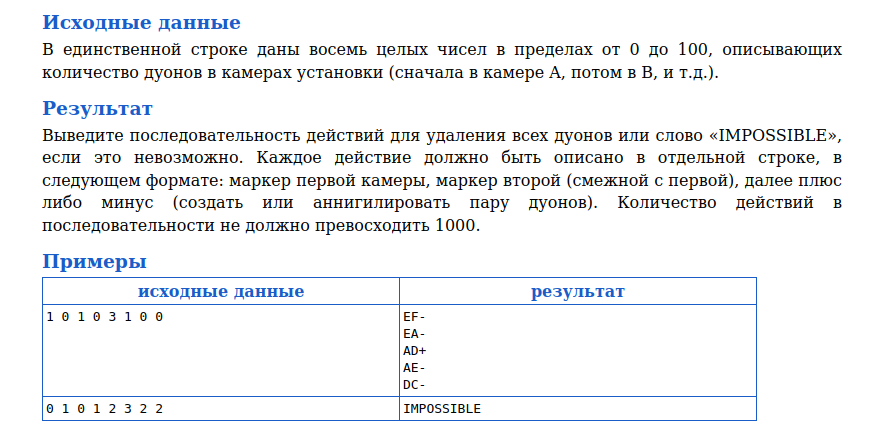 Исходные данные
В единственной строке даны восемь целых чисел в пределах от 0 до 100, описывающих
количество дуонов в камерах установки (сначала в камере A, потом в B, и т.д.).
Результат
Выведите последовательность действий для удаления всех дуонов или слово «IMPOSSIBLE»,
если это невозможно. Каждое действие должно быть описано в отдельной строке, в
следующем формате: маркер первой камеры, маркер второй (смежной с первой), далее плюс
либо минус (создать или аннигилировать пару дуонов). Количество действий в
последовательности не должно превосходить 1000.
Примеры
исходные данные результат
1 0 1 0 3 1 0 0 EF-
EA-
AD+
AE-
DC-
0 1 0 1 2 3 2 2 IMPOSSIBLE